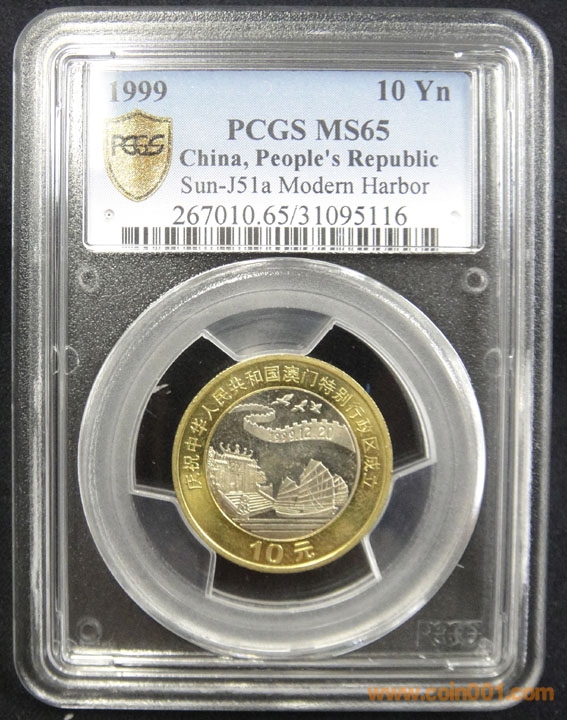 1999 10 Yn
PCGS PCGS MS65
China, People's Republic
Sun-J51a Modern Harbor
267010.65/31095116
庆祝中华人民共和国澳门特别行政区成立
1999.12.20
10元
PCGS
www.coin001.com